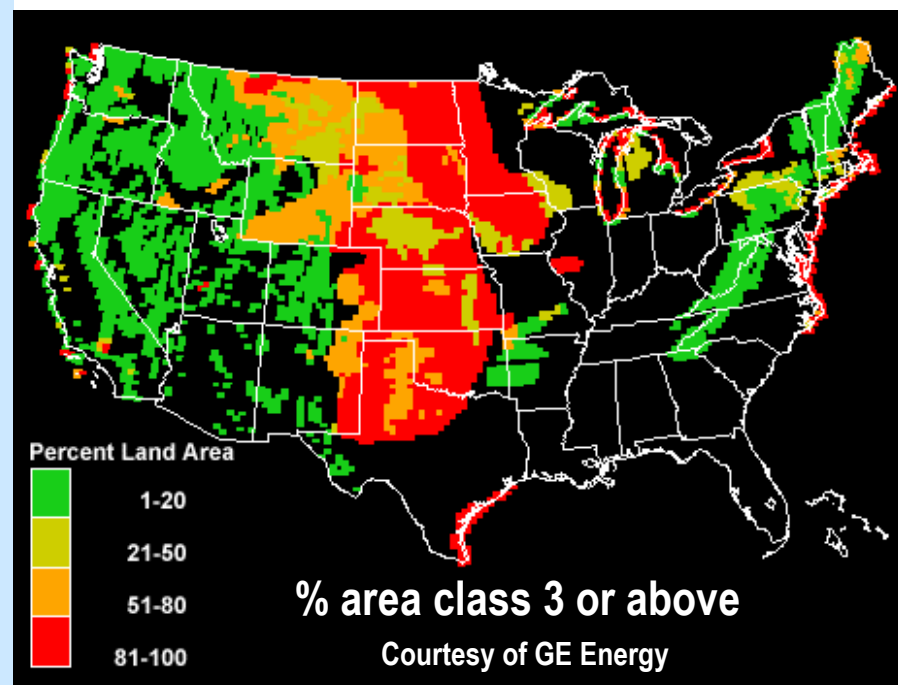 Percent Land Area
1-20
21-50
51-80
81-100
% area class 3 or above
Courtesy of GE Energy